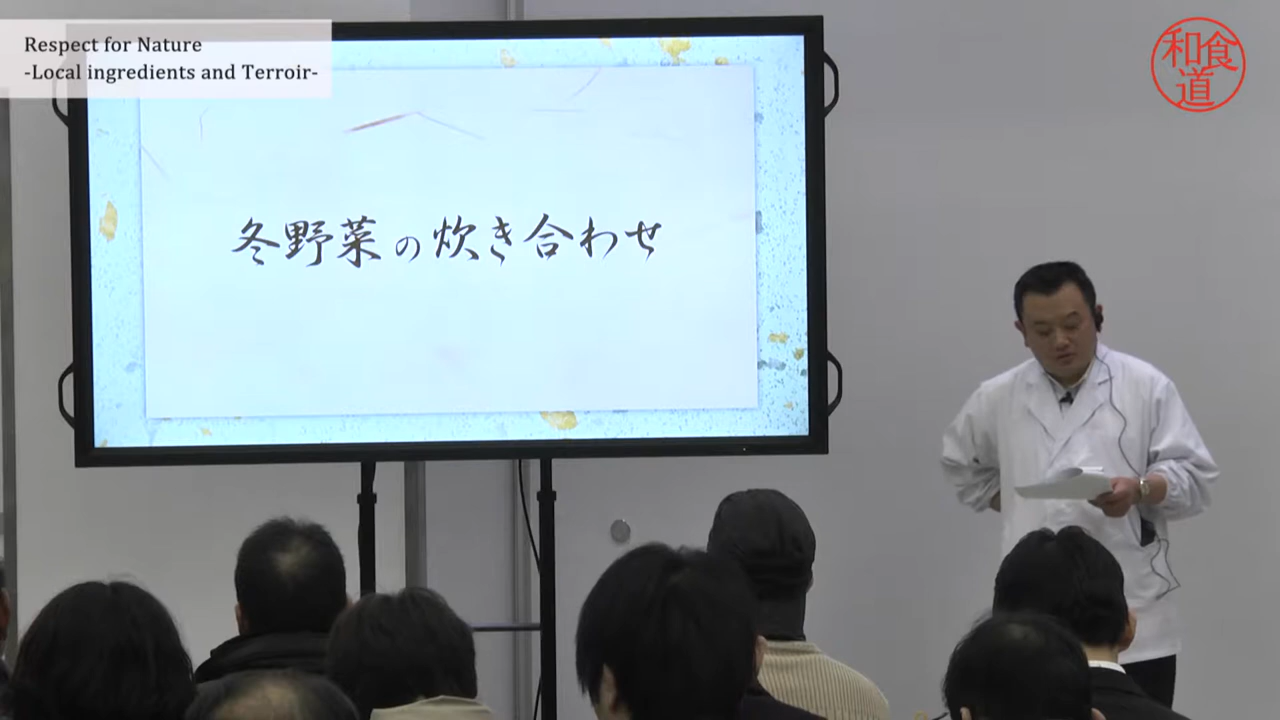 Respect for Nature
-Local ingredients and Terroir-
冬野菜の炊き合わせ
和食道